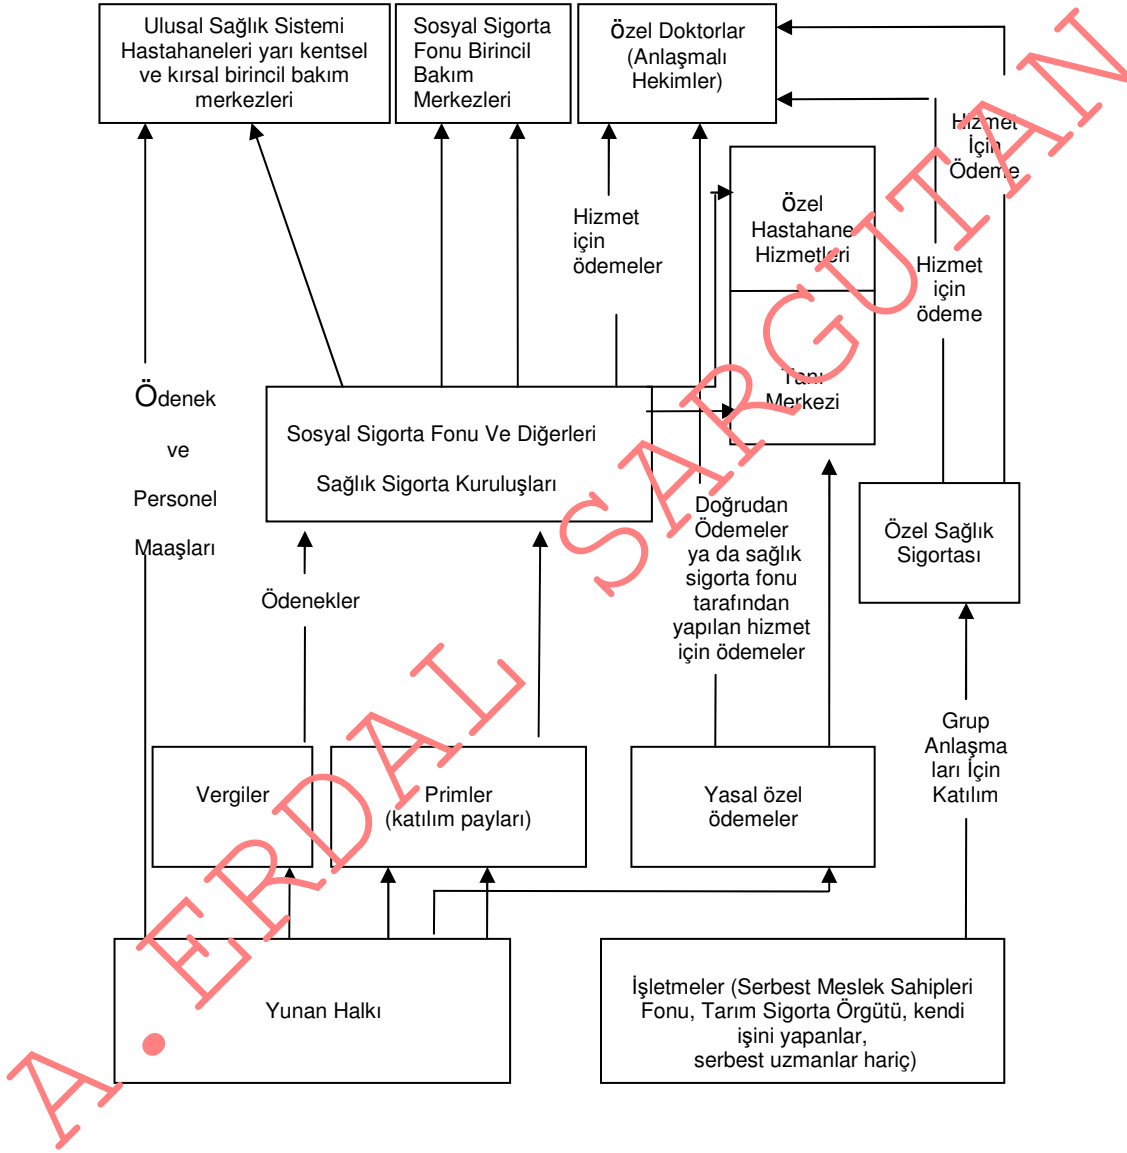 Ulusal Sağlık Sistemi
Hastahaneleri yarı kentsel
ve kırsal birincil bakım
merkezleri
Sosyal Sigorta
Fonu Birincil
Bakım
Merkezleri
Özel Doktorlar
(Anlaşmalı
Hekimler)
Hizmet
İçin
Ödeme
Özel
Hastahane
Hizmetleri
Hizmet
için
ödemeler
Hizmet
için
ödeme
Tanı
Merkezi
Ödenek
ve
Personel
Maaşları
Sosyal Sigorta Fonu Ve Diğerleri
Sağlık Sigorta Kuruluşları
Doğrudan
Ödemeler
ya da sağlık
sigorta fonu
tarafından
yapılan hizmet
için ödemeler
Özel Sağlık
Sigortası
Ödenekler
Grup
Anlaşma
ları İçin
Katılım
Vergiler
Primler
(katılım payları)
Yasal özel
ödemeler
Yunan Halkı
İşletmeler (Serbest Meslek Sahipleri
Fonu, Tarım Sigorta Örgütü, kendi
işini yapanlar,
serbest uzmanlar hariç)
A. ERDAL SARGUTAN